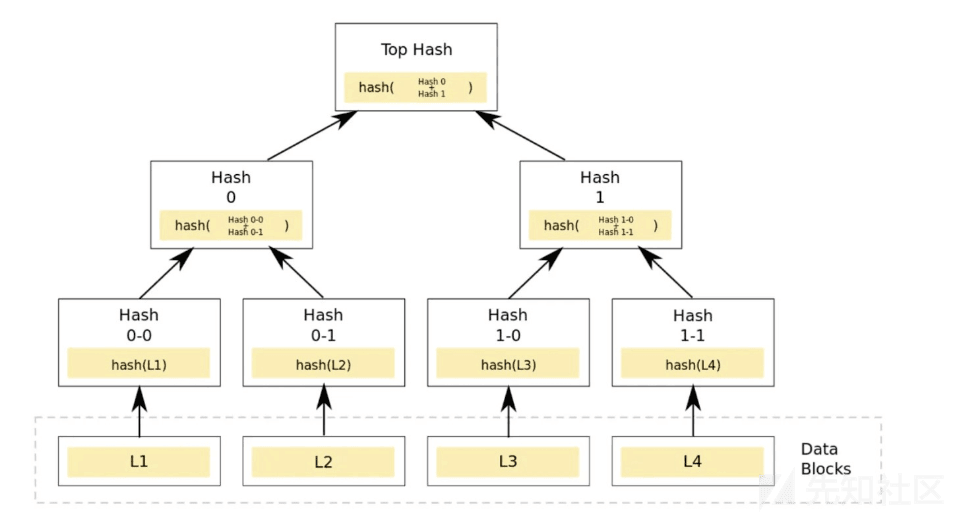 Top Hash
hash( Hash 0 + Hash 1 )
Hash
0
hash( Hash 0-0 + Hash 0-1 )
Hash
1
hash( Hash 1-0 + Hash 1-1 )
Hash
0-0
hash(L1)
Hash
0-1
hash(L2)
Hash
1-0
hash(L3)
Hash
1-1
hash(L4)
L1
L2
L3
L4
Data
Blocks
先知社区